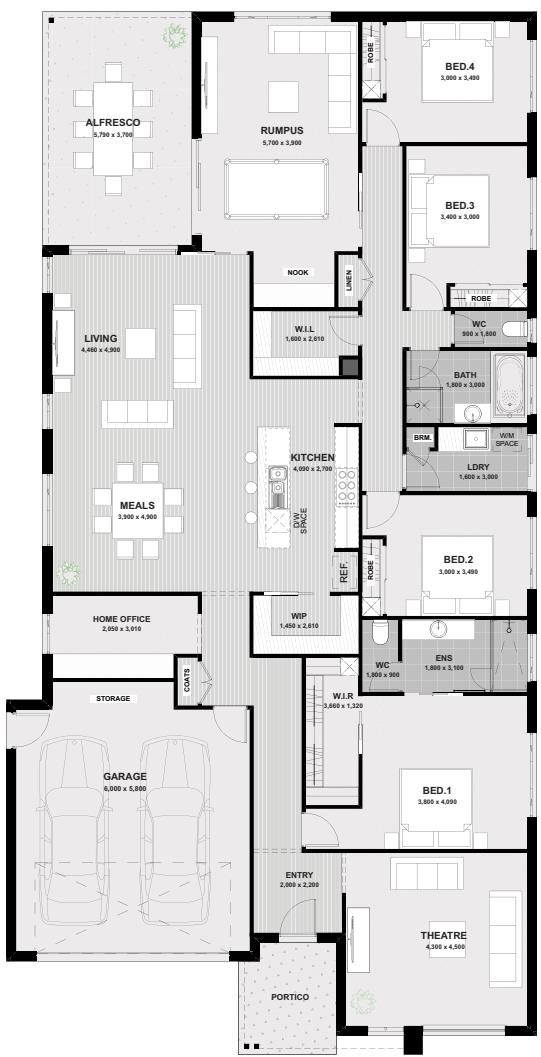 ROBE
BED.4
3,000 x 3,490
ALFRESCO
5,790 x 3,700
RUMPUS
5,700 x 3,900
BED.3
3,400 x 3,000
NOOK
LINEN
ROBE
W.I.L
1,600 x 2,610
WC
900 x 1,800
LIVING
4,460 x 4,900
BATH
1,800 x 3,000
BRM.
W/M
SPACE
LDRY
1,600 x 3,000
KITCHEN
4,090 x 2,700
MEALS
3,900 x 4,900
D/W
SPACE
REF.
ROBE
BED.2
3,000 x 3,490
HOME OFFICE
2,050 x 3,010
WIP
1,450 x 2,610
WC
1,800 x 900
ENS
1,800 x 3,100
COATS
STORAGE
W.I.R
3,660 x 1,320
GARAGE
6,000 x 5,800
BED.1
3,800 x 4,090
ENTRY
2,000 x 2,200
THEATRE
4,300 x 4,500
PORTICO